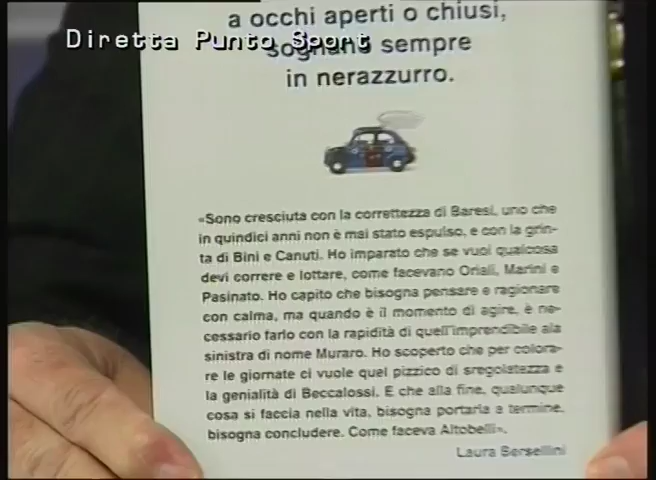 a occhi aperti o chiusi,
Diretta Punto Sport
sognano sempre
in nerazzurro.
«Sono cresciuta con la correttezza di Baresi, uno che
in quindici anni non è mai stato espulso, e con la grin-
ta di Bini e Canuti. Ho imparato che se vuoi qualcosa
devi correre e lottare, come facevano Oriali, Marini e
Pasinato. Ho capito che bisogna pensare e ragionare
con calma, ma quando è il momento di agire, è ne-
cessario farlo con la rapidità di quell'imprendibile ala
sinistra di nome Muraro. Ho scoperto che per colora-
re le giornate ci vuole quel pizzico di sregolatezza e
la genialità di Beccalossi. E che alla fine, qualunque
cosa si faccia nella vita, bisogna portarla a termine,
bisogna concludere. Come faceva Altobelli».
Laura Bersellini